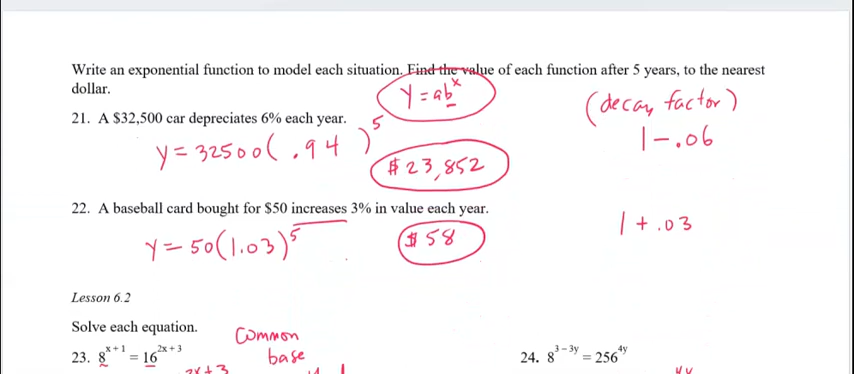 Write an exponential function to model each situation. Find the value of each function after 5 years, to the nearest
dollar.
y = ab^x
(decay factor)
21. A $32,500 car depreciates 6% each year.
y = 32500( .94 )^5
1 - .06
$ 23,852
22. A baseball card bought for $50 increases 3% in value each year.
1 + .03
y = 50(1.03)^5
$ 58
Lesson 6.2
Solve each equation.
common
base
23. 8^{x+1} = 16^{2x+3}
24. 8^{3-3y} = 256^{4y}
2x+3